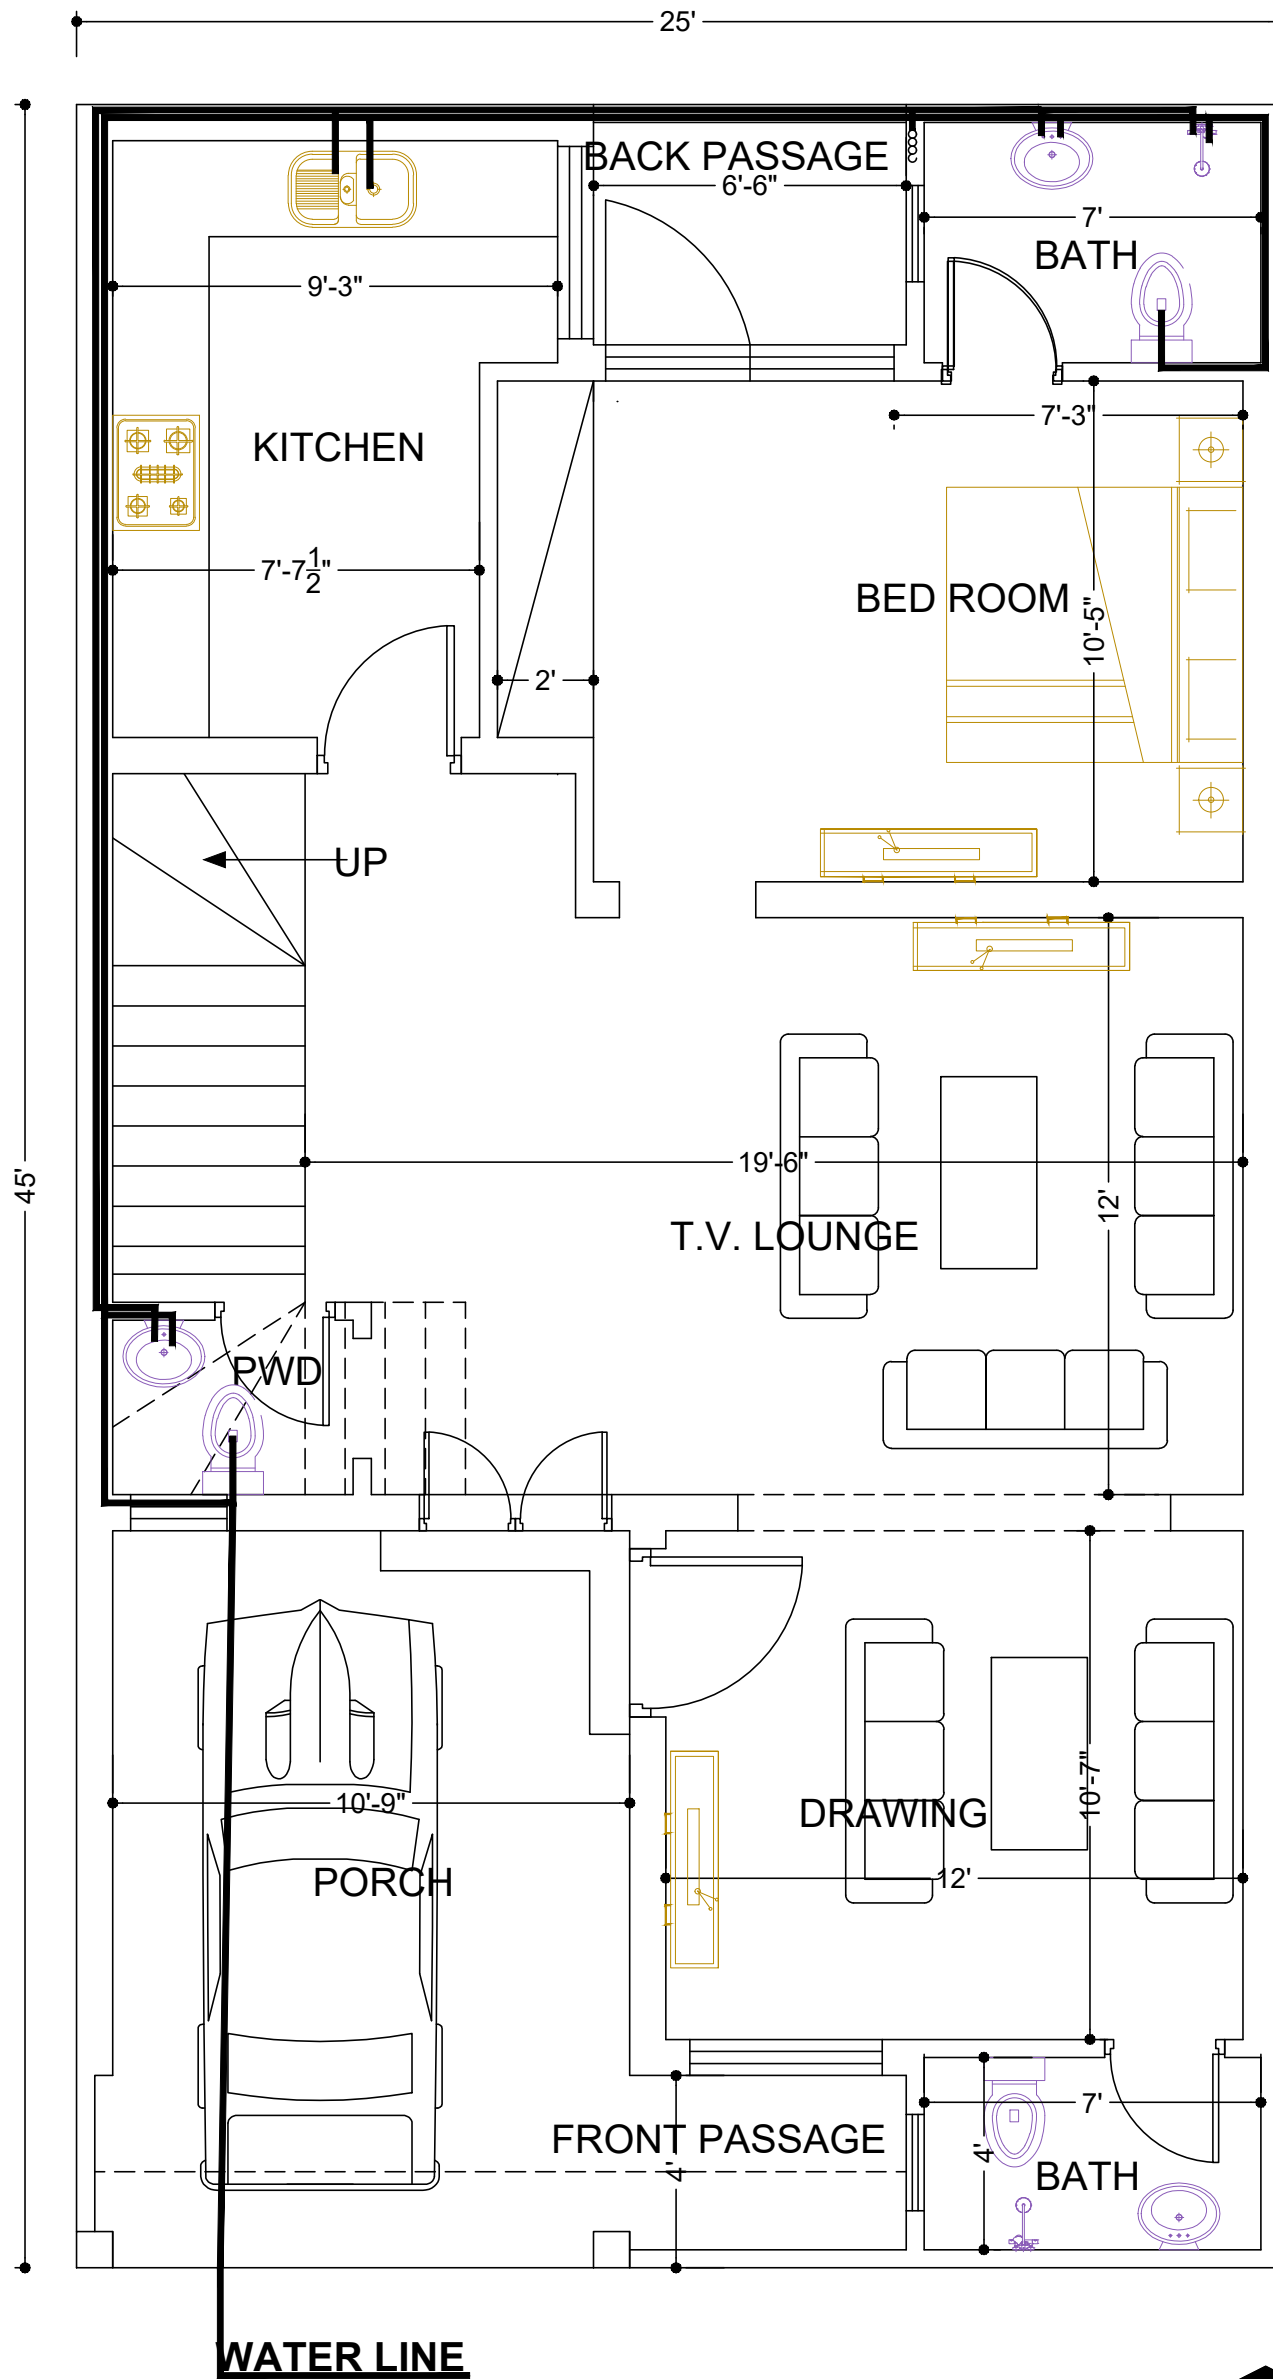 25'
BACK PASSAGE
6'-6"
7'
BATH
9'-3"
7'-3"
KITCHEN
7'-7 1/2"
BED ROOM
10'-5"
2'
UP
45'
19'-6"
12'
T.V. LOUNGE
PWD
10'-9"
10'-7"
DRAWING
PORCH
12'
7'
FRONT PASSAGE
4'
4'
BATH
WATER LINE